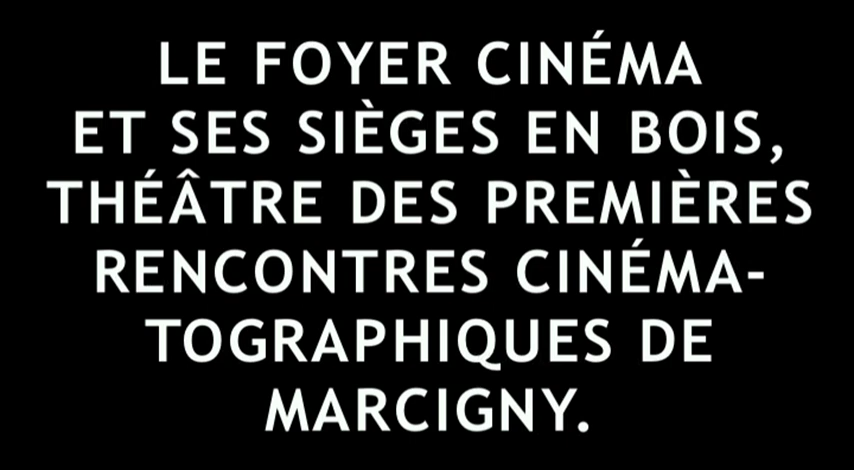 LE FOYER CINÉMA
ET SES SIÈGES EN BOIS,
THÉÂTRE DES PREMIÈRES
RENCONTRES CINÉMA-
TOGRAPHIQUES DE
MARCIGNY.